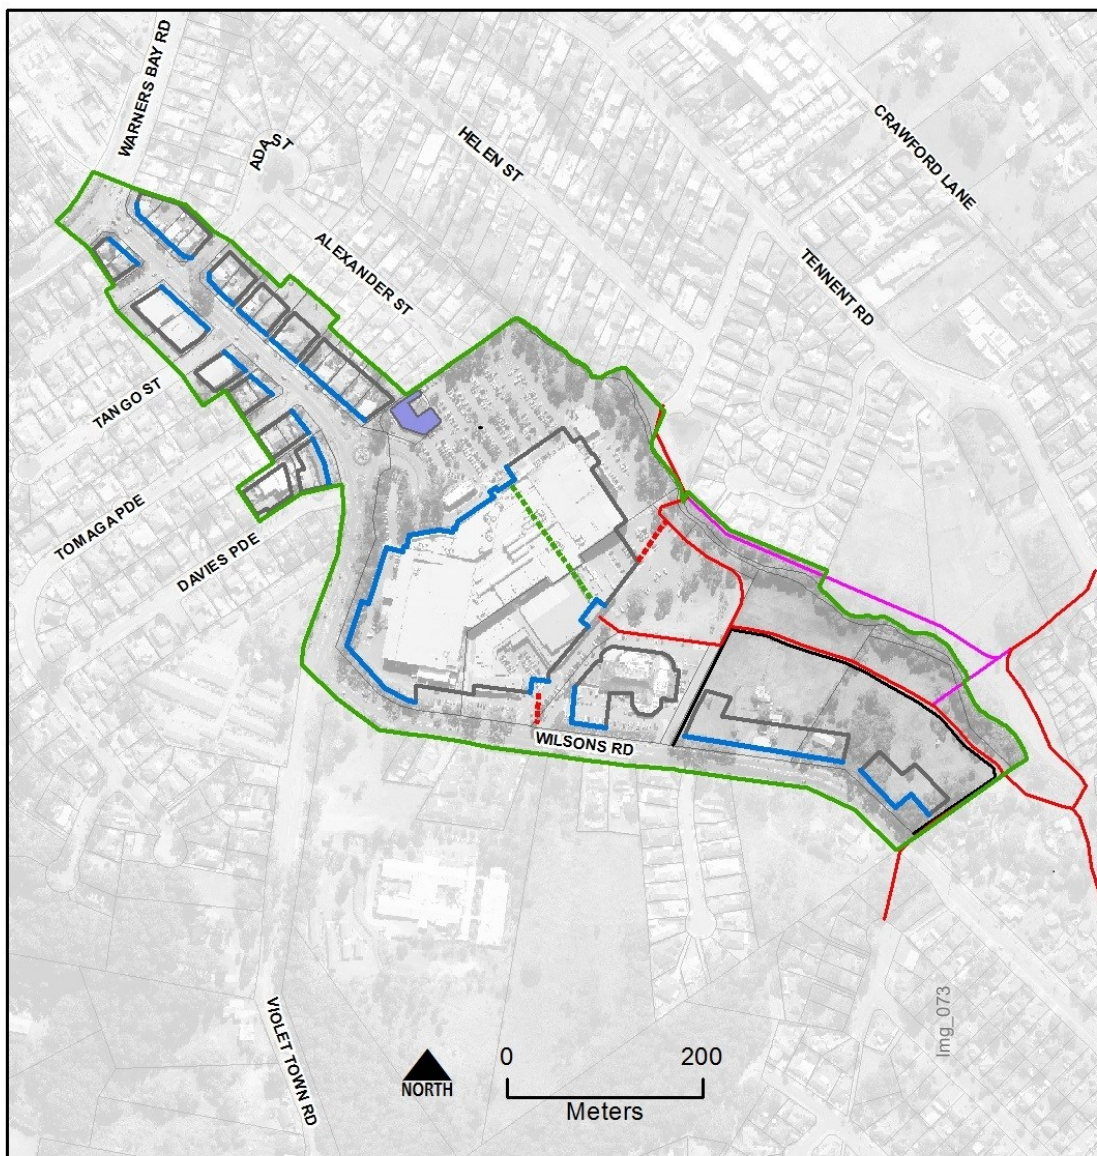 WARNERS BAY RD
ADA ST
HELEN ST
CRAWFORD LANE
ALEXANDER ST
TENNENT RD
TANGO ST
TOMAGA PDE
DAVIES PDE
WILSONS RD
VIOLET TOWN RD
Img_073
NORTH
0 200
Meters